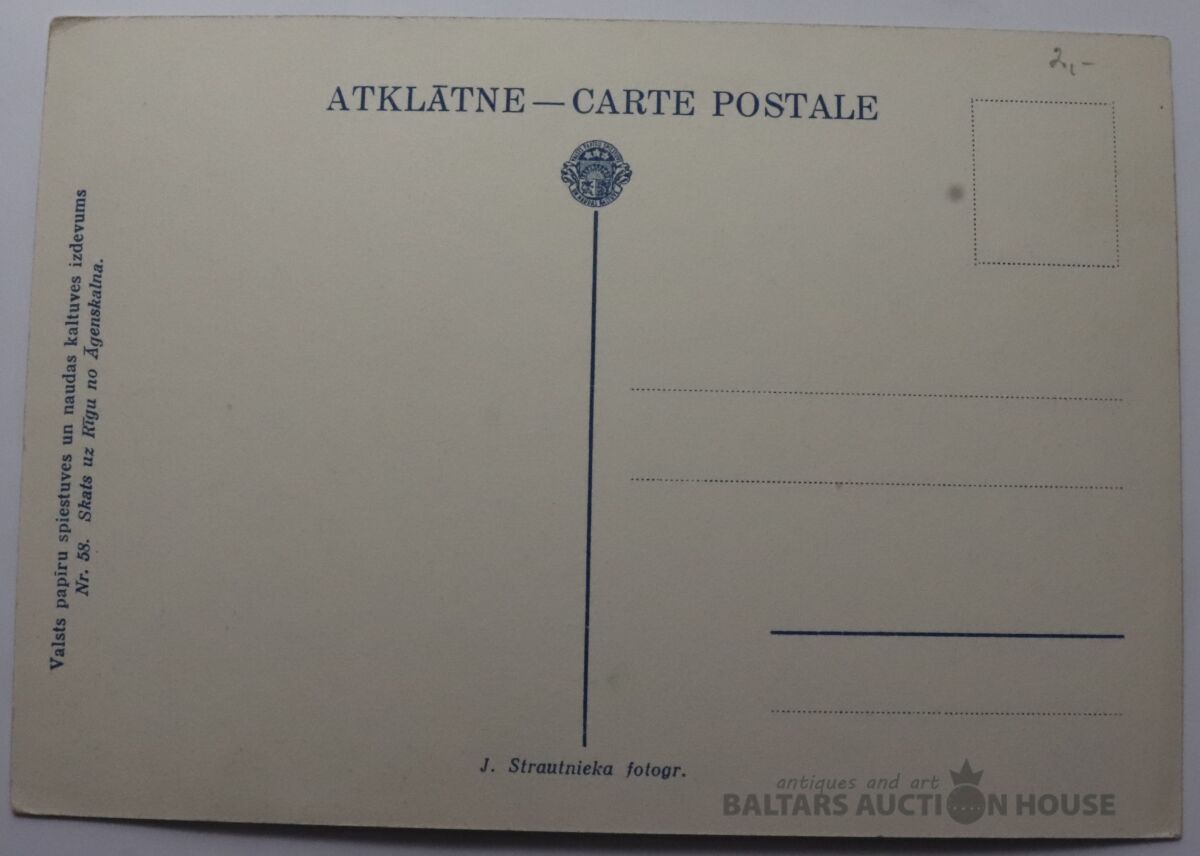 2,-
ATKLĀTNE — CARTE POSTALE
Valsts papīru spiestuves un naudas kaltuves izdevums
Nr. 58. Skats uz Rīgu no Āgenskalna.
J. Strautnieka fotogr.
antiques and art
BALTARS AUCTION HOUSE